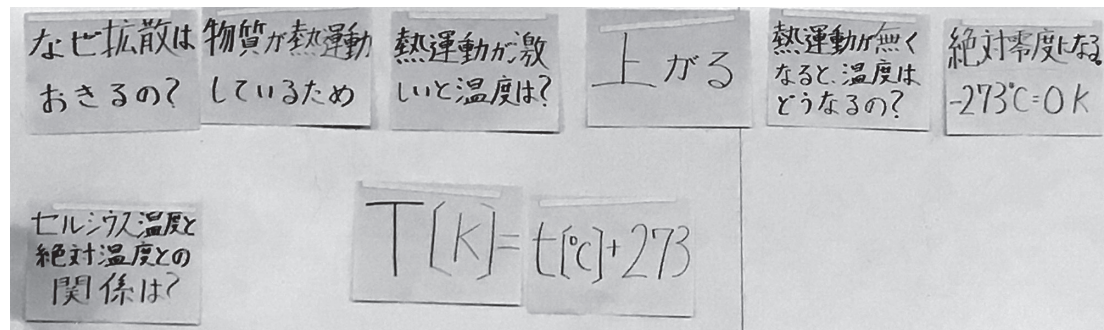 なぜ拡散は
おきるの?
物質が熱運動
しているため
熱運動が激
しいと温度は?
上がる
熱運動が無く
なると、温度は
どうなるの?
絶対零度になる
-273℃=0K
セルシウス温度と
絶対温度との
関係は?
T[K]=
t[℃]+273